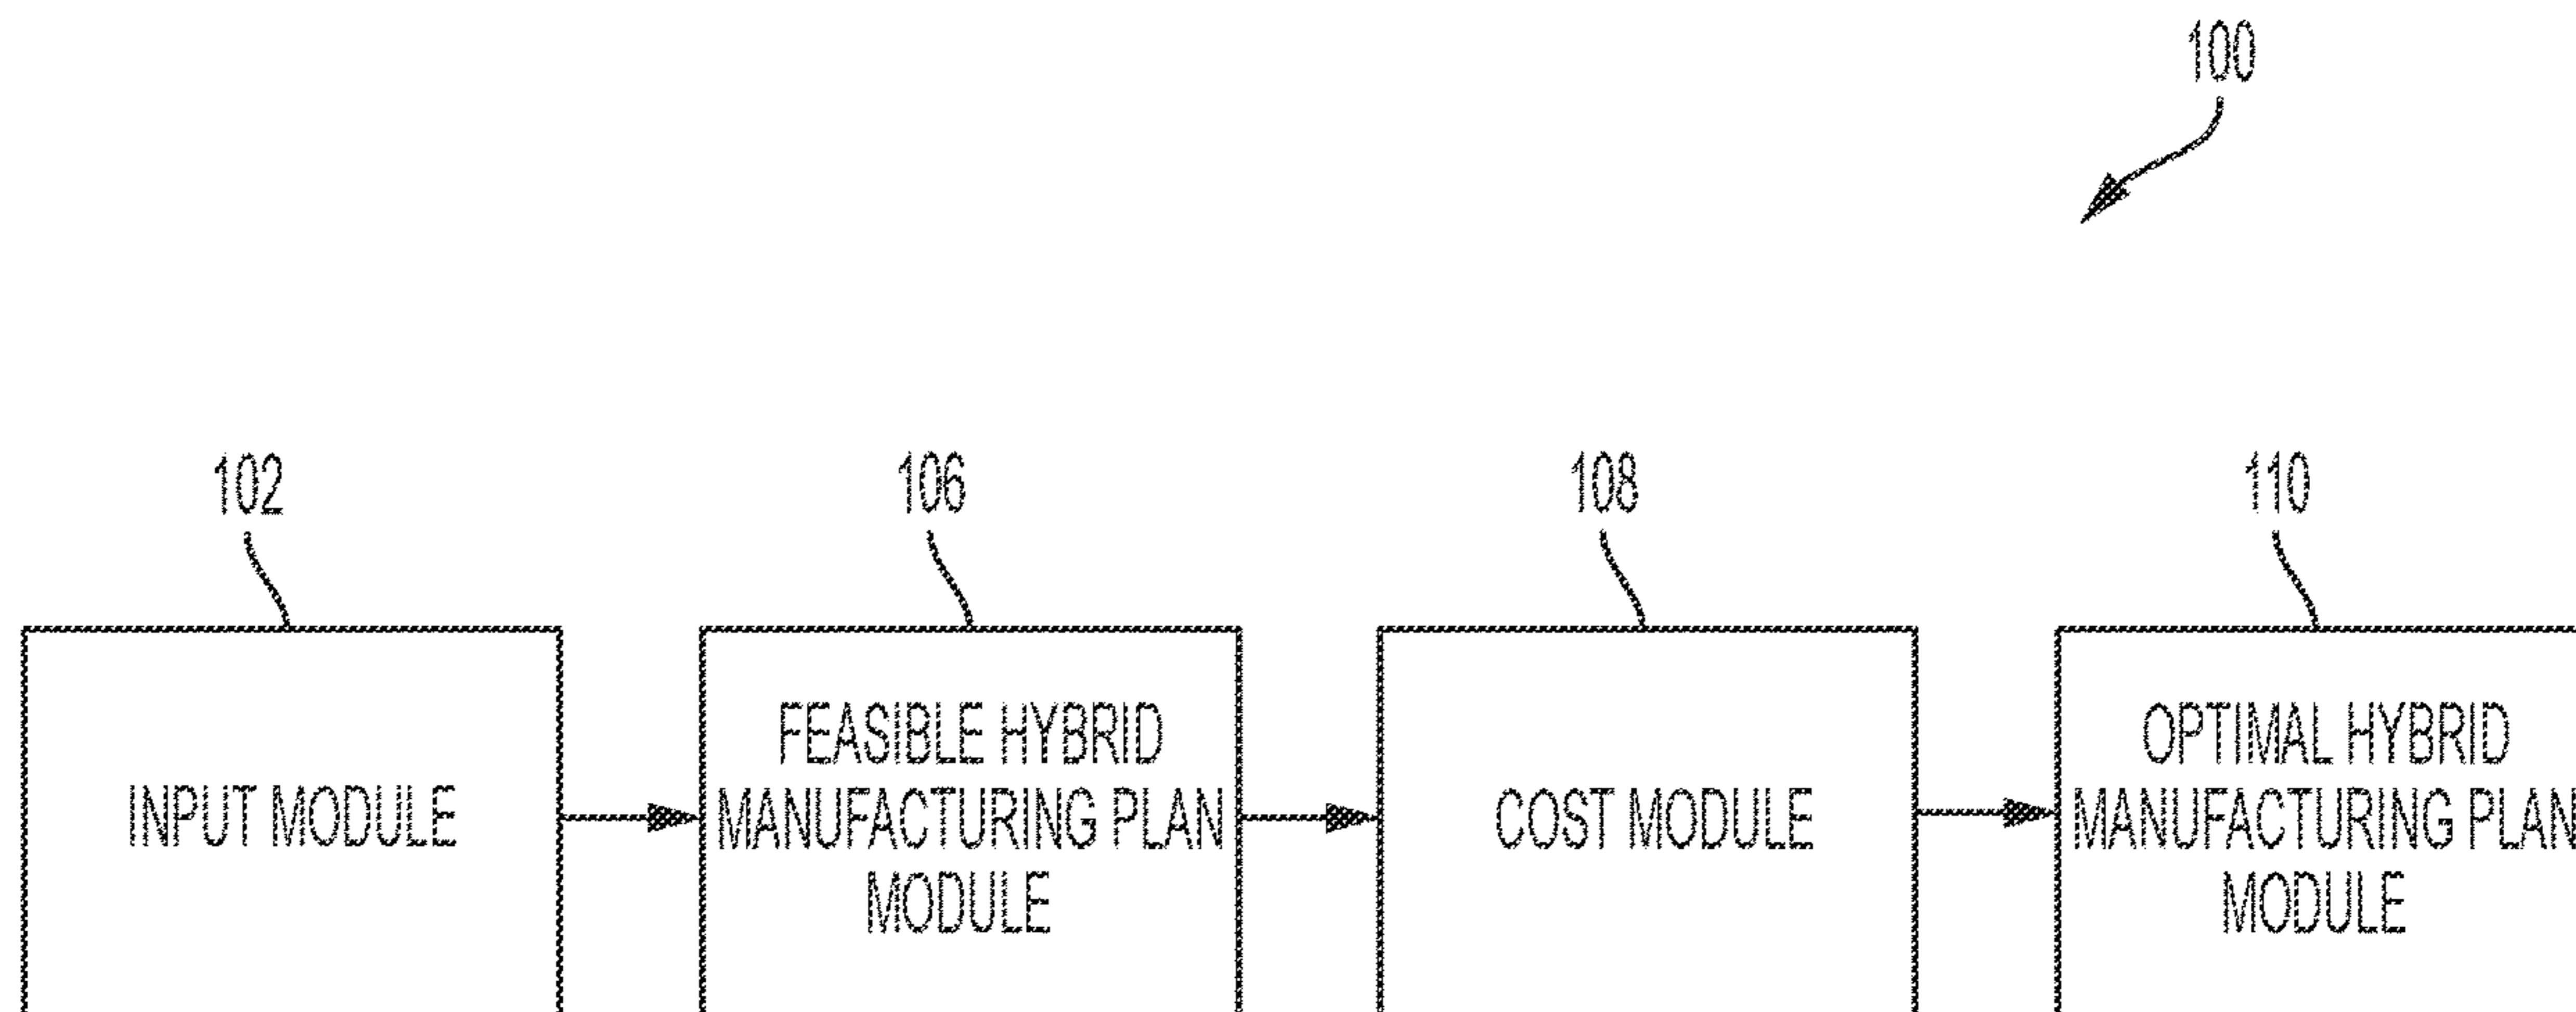 100
102
106
108
110
INPUT MODULE
FEASIBLE HYBRID
MANUFACTURING PLAN
MODULE
COST MODULE
OPTIMAL HYBRID
MANUFACTURING PLAN
MODULE